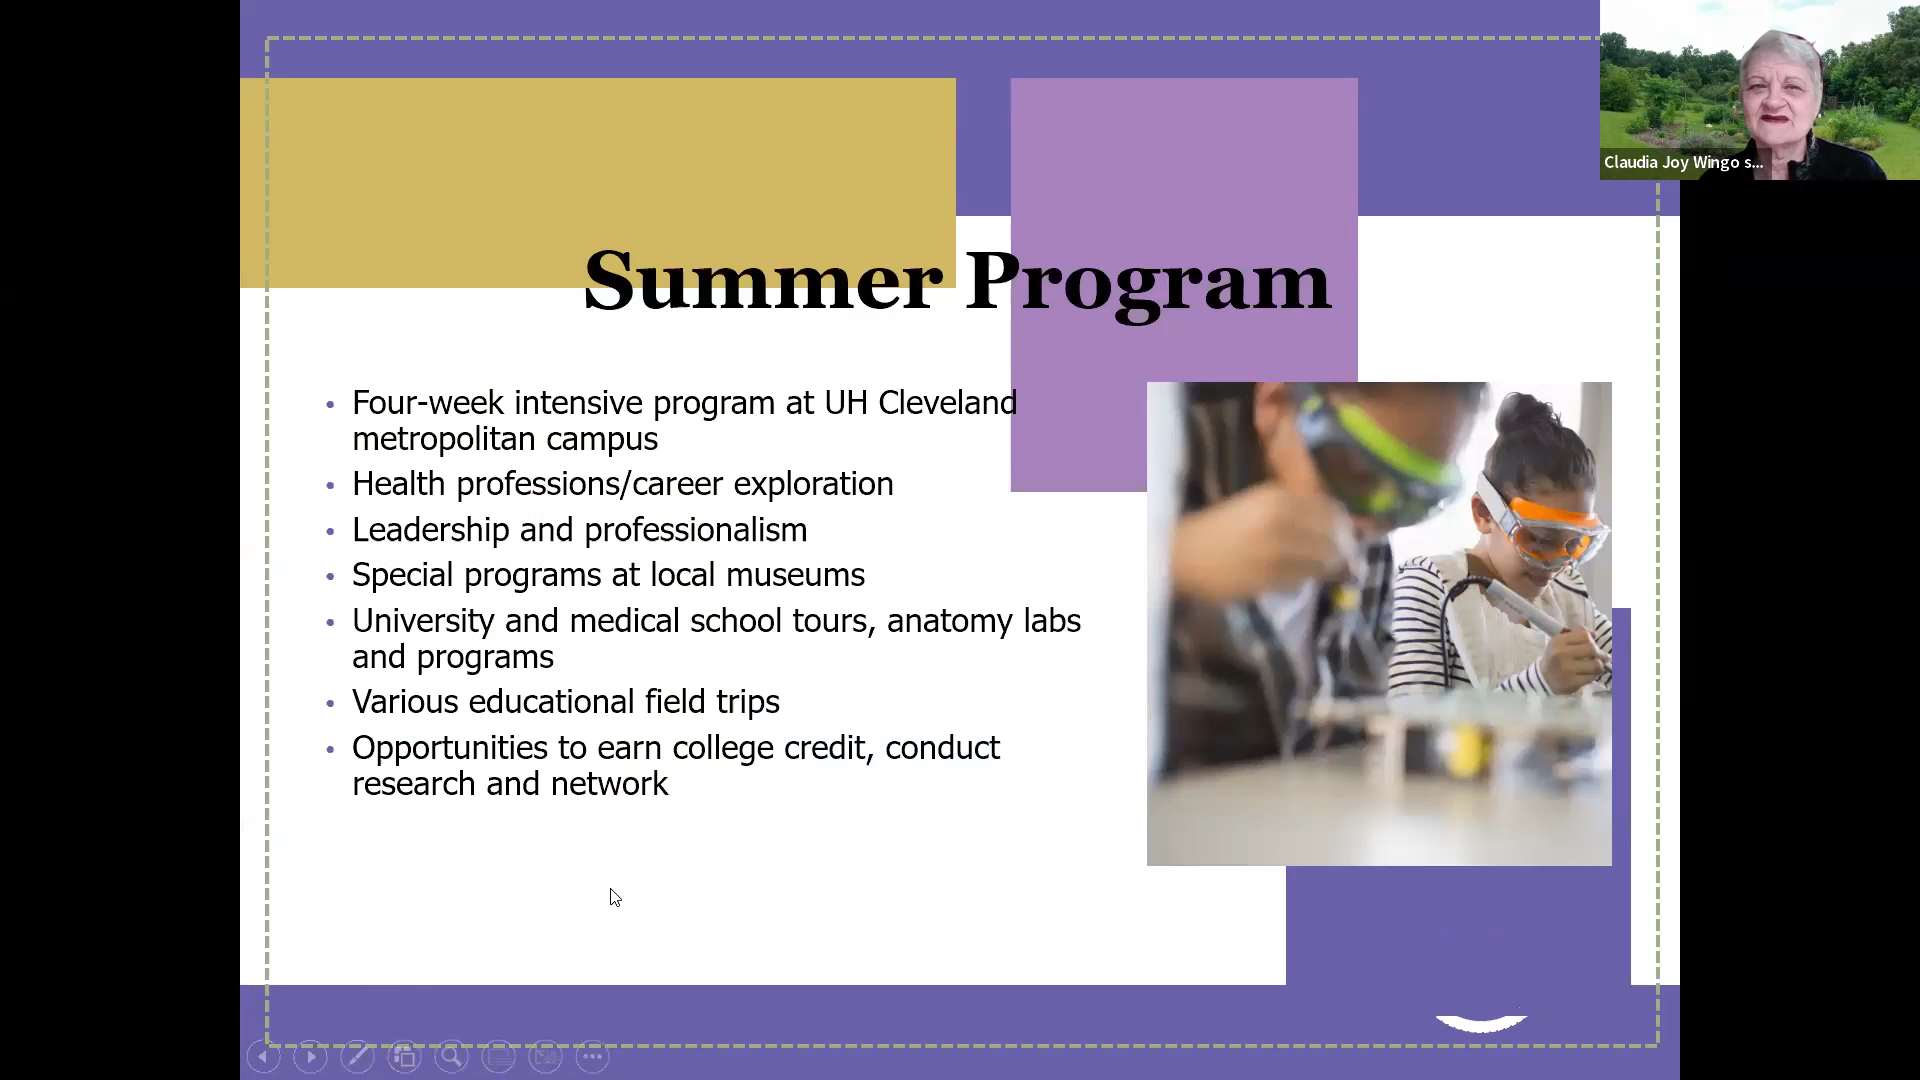 Claudia Joy Wingo s...
Summer Program
• Four-week intensive program at UH Cleveland
metropolitan campus
• Health professions/career exploration
• Leadership and professionalism
• Special programs at local museums
• University and medical school tours, anatomy labs
and programs
• Various educational field trips
• Opportunities to earn college credit, conduct
research and network